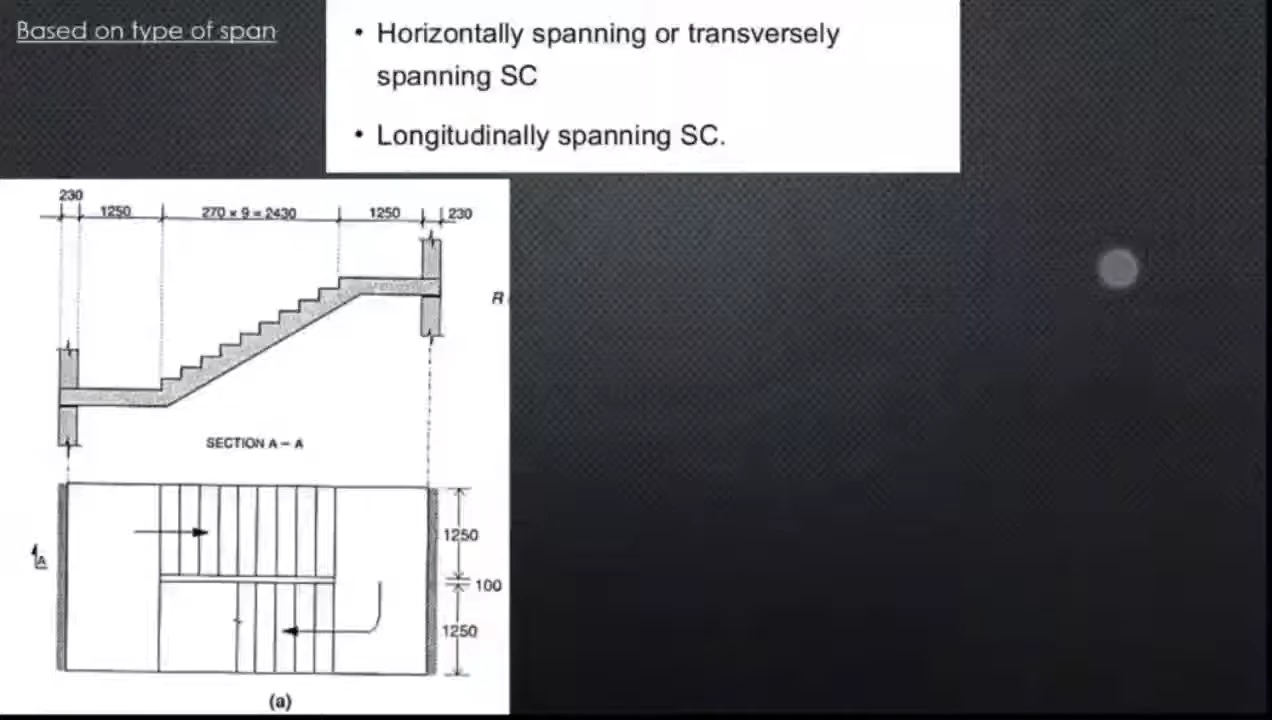 Based on type of span
• Horizontally spanning or transversely
spanning SC
• Longitudinally spanning SC.
230
1250
270 x 9 = 2430
1250
230
R
SECTION A – A
A
1250
100
1250
(a)